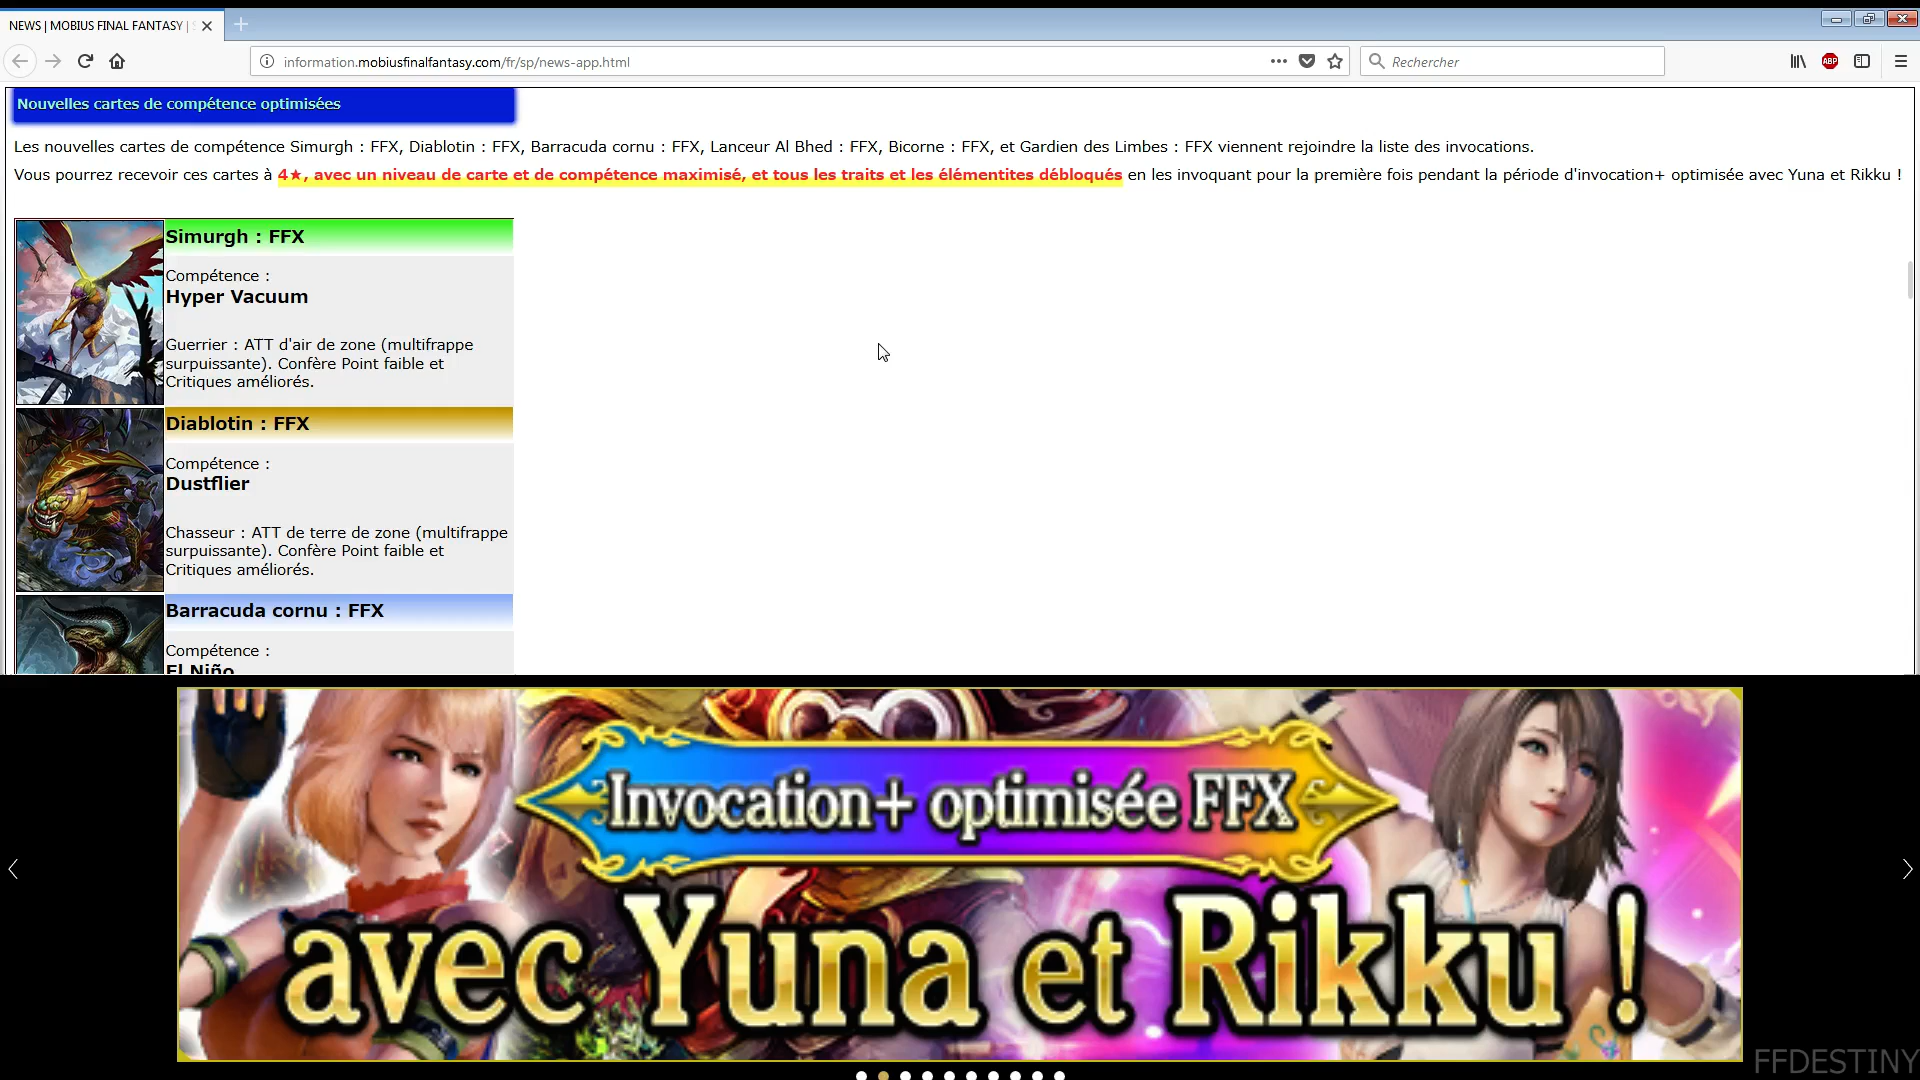 NEWS | MOBIUS FINAL FANTASY |
information.mobiusfinalfantasy.com/fr/sp/news-app.html
Rechercher
ABP
Nouvelles cartes de compétence optimisées
Les nouvelles cartes de compétence Simurgh : FFX, Diablotin : FFX, Barracuda cornu : FFX, Lanceur Al Bhed : FFX, Bicorne : FFX, et Gardien des Limbes : FFX viennent rejoindre la liste des invocations.
Vous pourrez recevoir ces cartes à 4★, avec un niveau de carte et de compétence maximisé, et tous les traits et les élémentites débloqués en les invoquant pour la première fois pendant la période d'invocation+ optimisée avec Yuna et Rikku !
Simurgh : FFX
Compétence :
Hyper Vacuum
Guerrier : ATT d'air de zone (multifrappe
surpuissante). Confère Point faible et
Critiques améliorés.
Diablotin : FFX
Compétence :
Dustflier
Chasseur : ATT de terre de zone (multifrappe
surpuissante). Confère Point faible et
Critiques améliorés.
Barracuda cornu : FFX
Compétence :
El Niño
Invocation+ optimisée FFX
avec Yuna et Rikku !
FFDESTINY